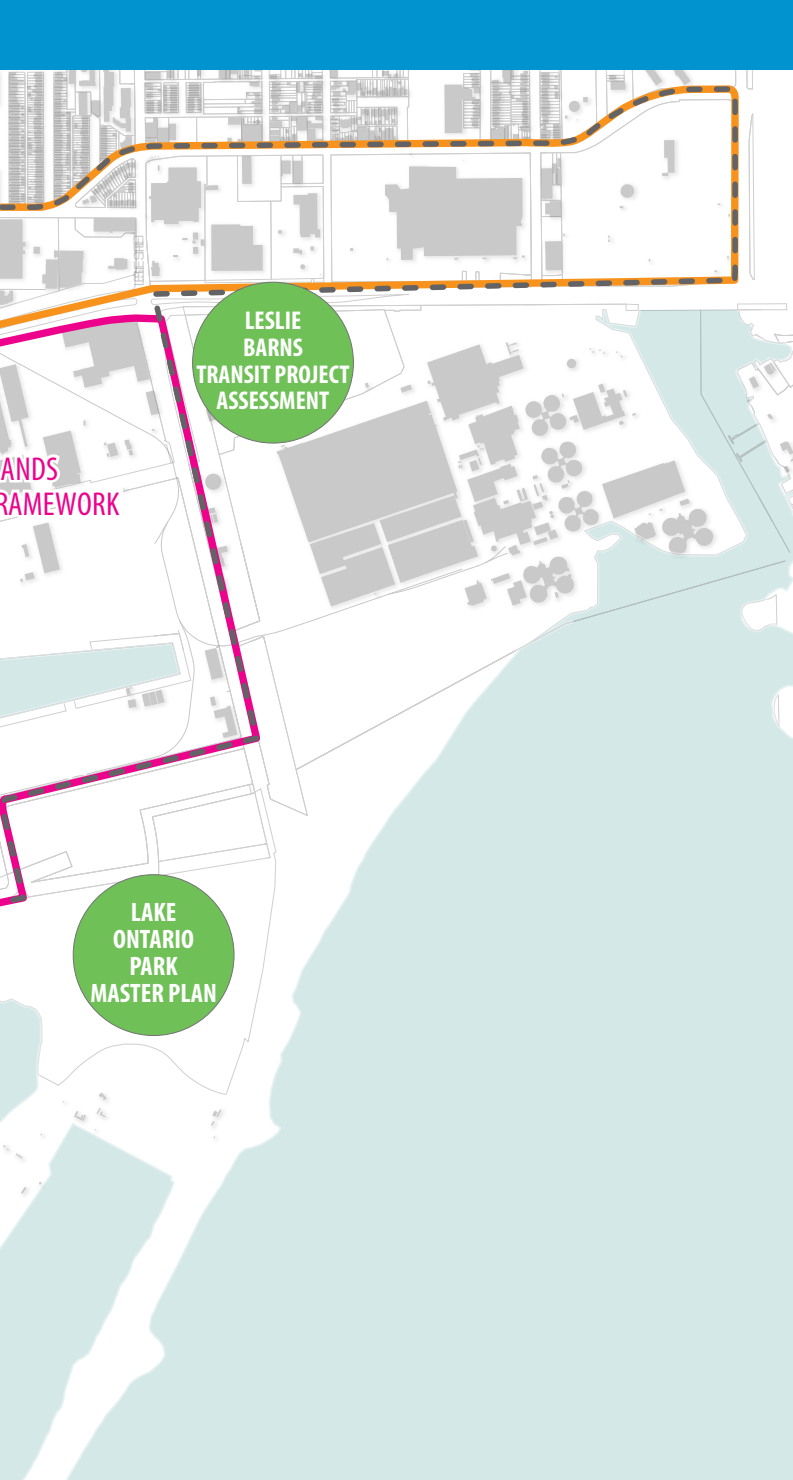 LESLIE
BARNS
TRANSIT PROJECT
ASSESSMENT
ANDS
RAMEWORK
LAKE
ONTARIO
PARK
MASTER PLAN